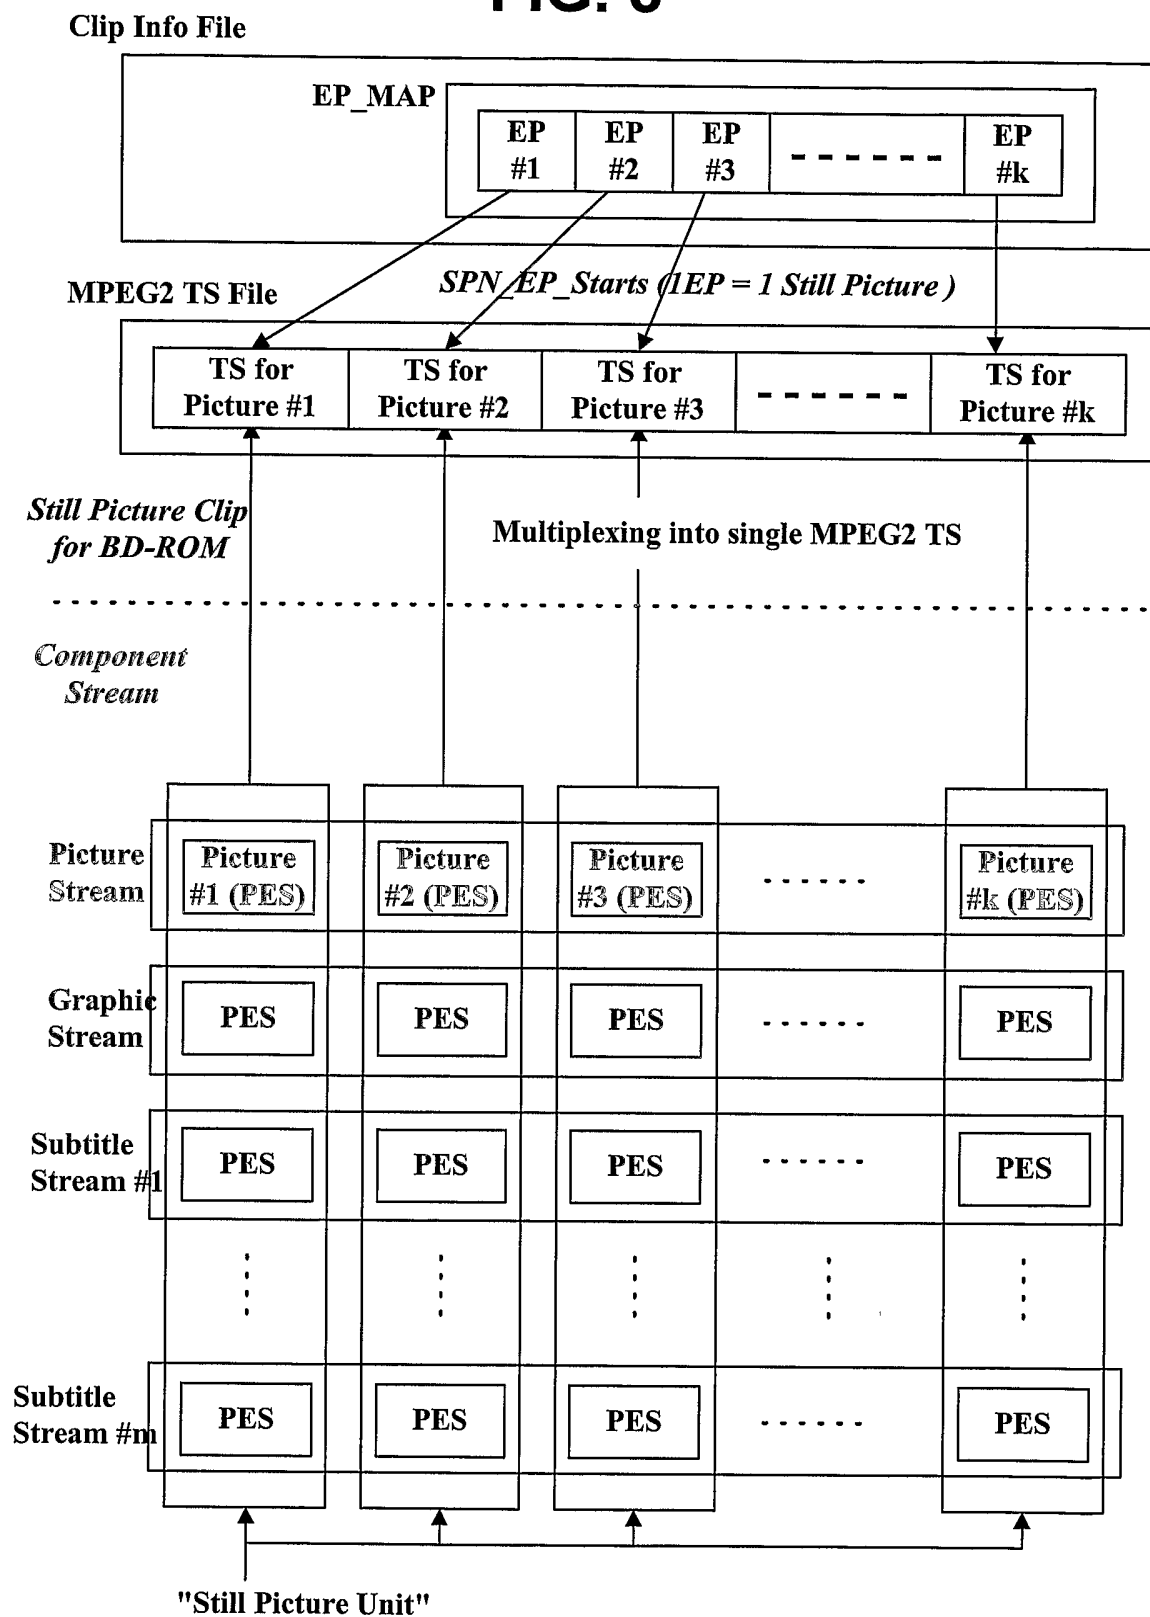 Clip Info File
EP_MAP
EP #1
EP #2
EP #3
EP #k
SPN_EP_Starts (1EP = 1 Still Picture )
MPEG2 TS File
TS for Picture #1
TS for Picture #2
TS for Picture #3
TS for Picture #k
Still Picture Clip
for BD-ROM
Multiplexing into single MPEG2 TS
Component
Stream
Picture
Stream
Picture #1 (PES)
Picture #2 (PES)
Picture #3 (PES)
Picture #k (PES)
Graphic
Stream
PES
PES
PES
PES
Subtitle
Stream #1
PES
PES
PES
PES
Subtitle
Stream #m
PES
PES
PES
PES
"Still Picture Unit"